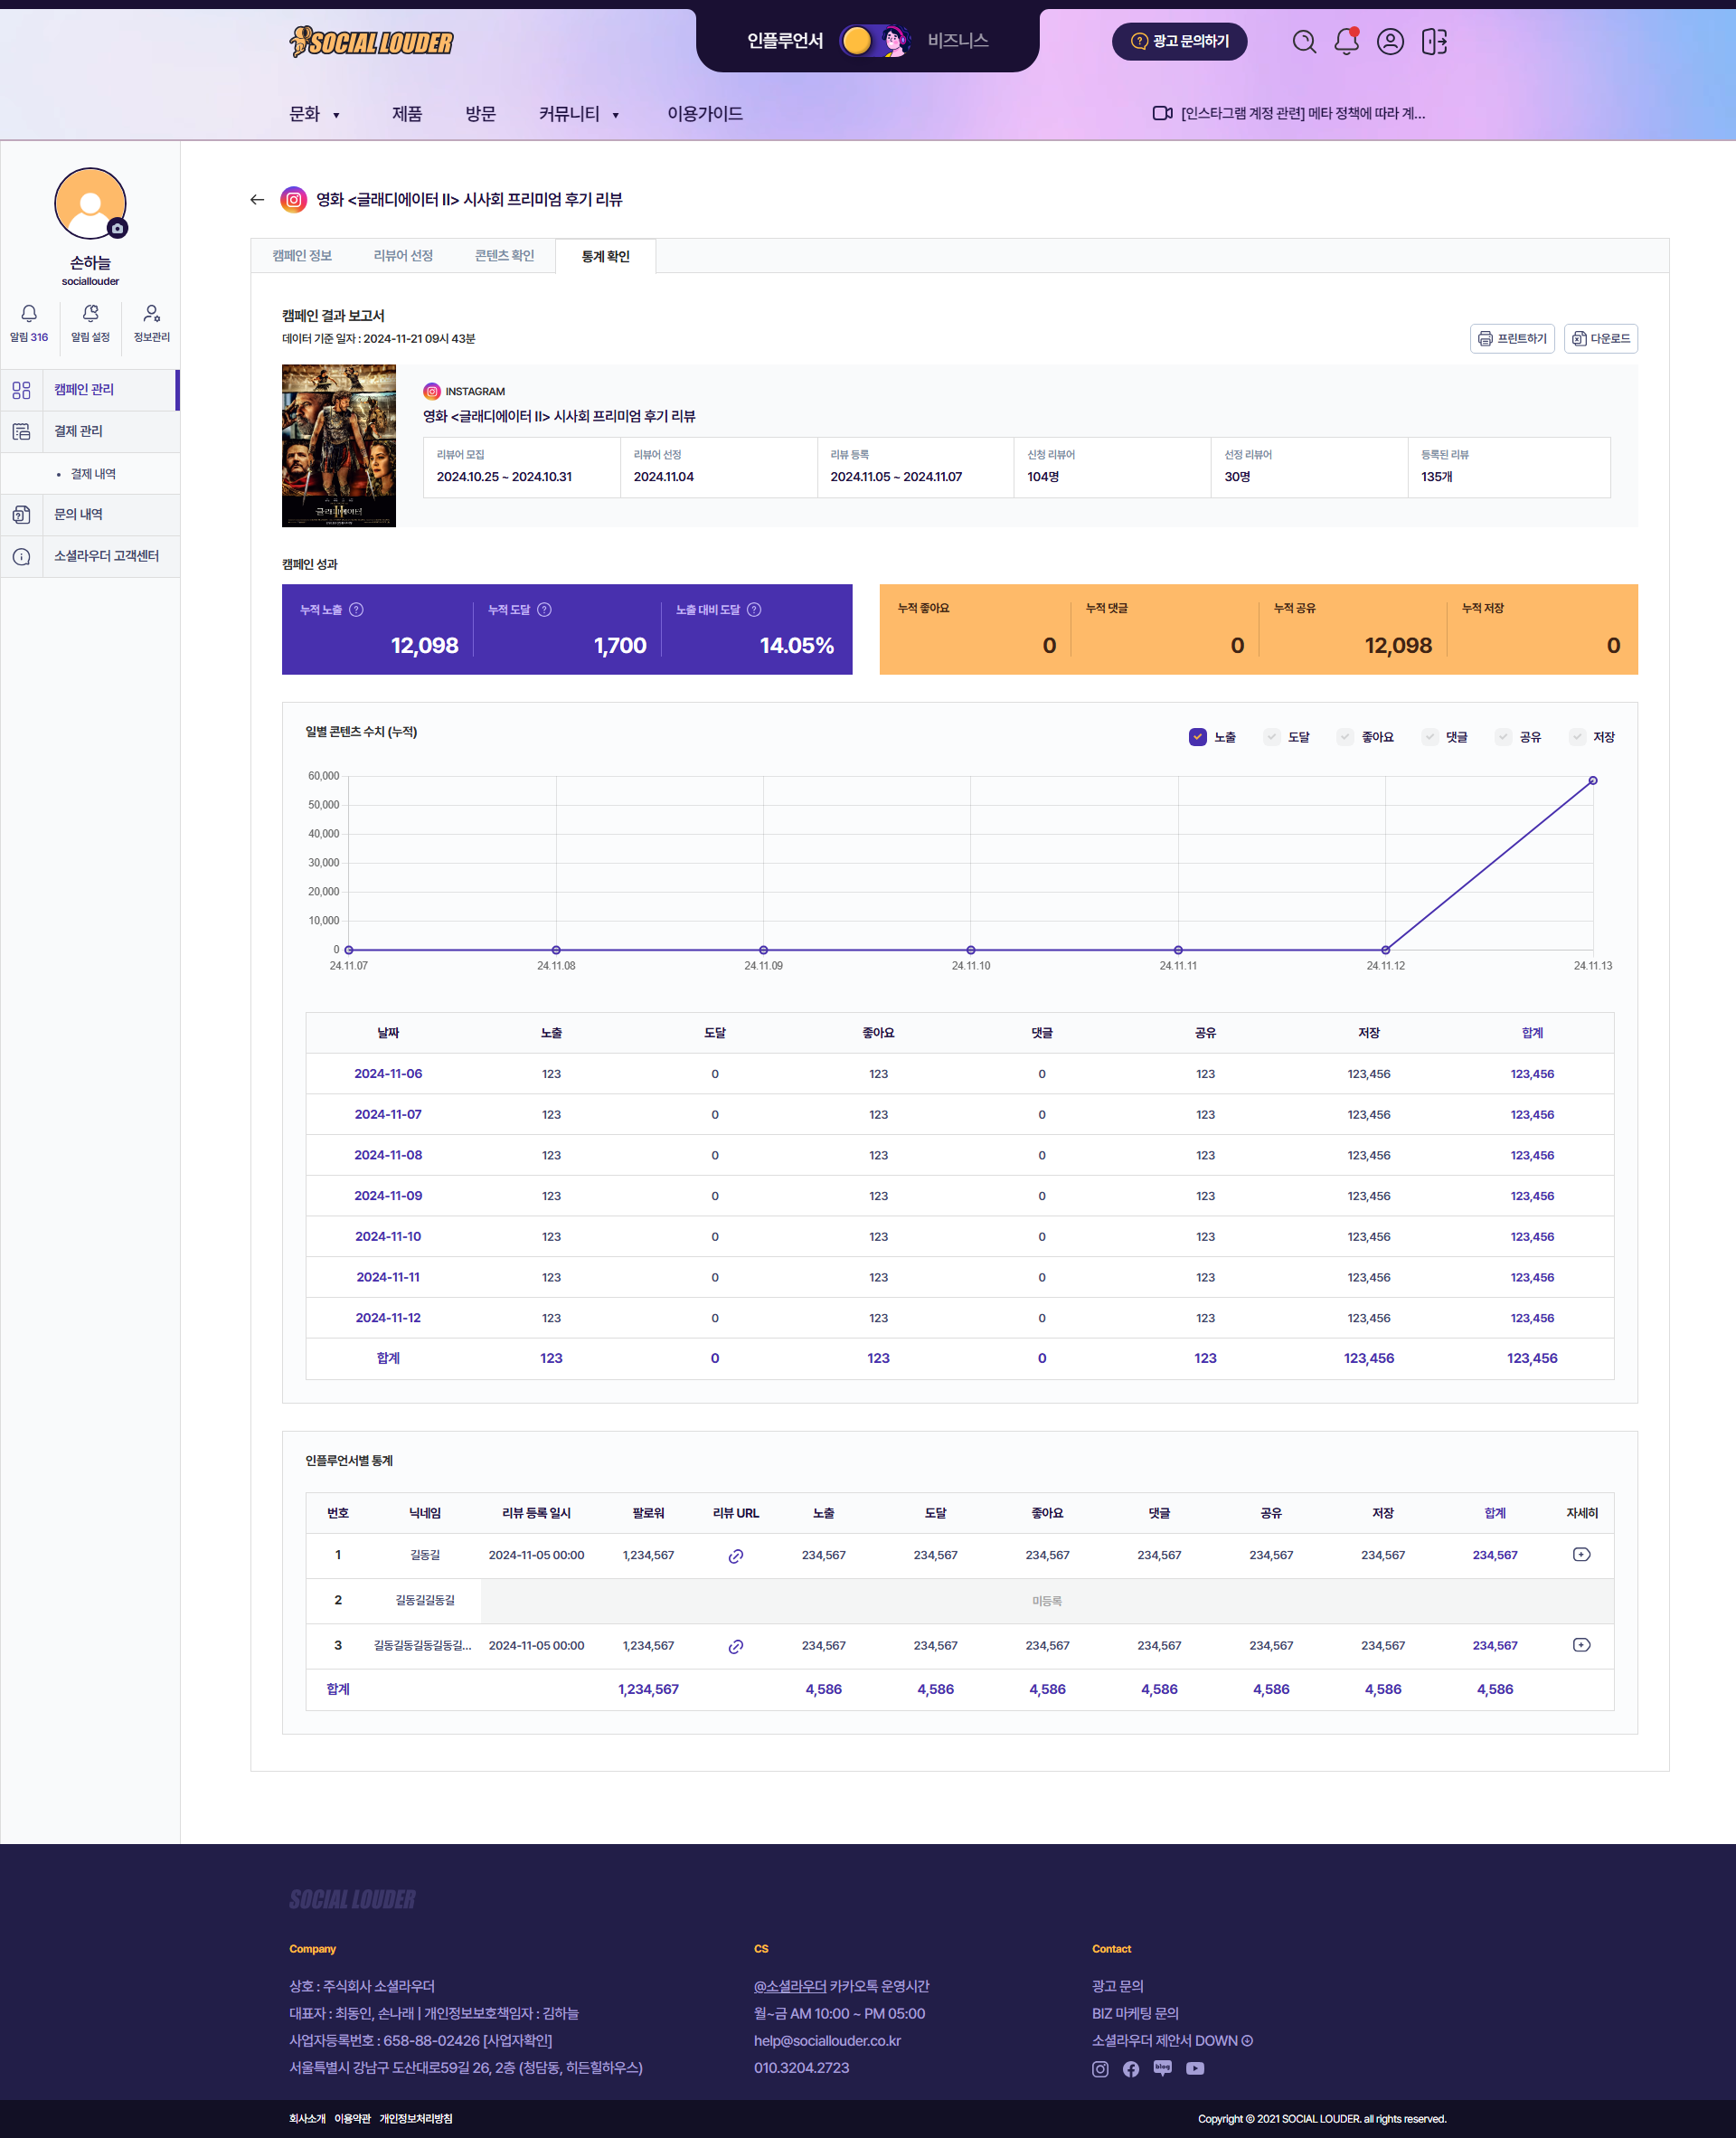 SOCIAL LOUDER
인플루언서
비즈니스
광고 문의하기
문화 ▼ 제품 방문 커뮤니티 ▼ 이용가이드
[인스타그램 계정 관련] 메타 정책에 따라 계...
손하늘
sociallouder
알림 316 알림 설정 정보관리
캠페인 관리
결제 관리
• 결제 내역
문의 내역
소셜라우더 고객센터
영화 <글래디에이터 II> 시사회 프리미엄 후기 리뷰
캠페인 정보 리뷰어 선정 콘텐츠 확인 통계 확인
캠페인 결과 보고서
데이터 기준 일자 : 2024-11-21 09시 43분
프린트하기 다운로드
글래디에이터 II
INSTAGRAM
영화 <글래디에이터 II> 시사회 프리미엄 후기 리뷰
리뷰어 모집 리뷰어 선정 리뷰 등록 신청 리뷰어 선정 리뷰어 등록된 리뷰
2024.10.25 ~ 2024.10.31 2024.11.04 2024.11.05 ~ 2024.11.07 104명 30명 135개
캠페인 성과
누적 노출 ? 누적 도달 ? 노출 대비 도달 ? 누적 좋아요 누적 댓글 누적 공유 누적 저장
12,098 1,700 14.05% 0 0 12,098 0
일별 콘텐츠 수치 (누적)
노출 도달 좋아요 댓글 공유 저장
60,000
50,000
40,000
30,000
20,000
10,000
0
24.11.07 24.11.08 24.11.09 24.11.10 24.11.11 24.11.12 24.11.13
날짜 노출 도달 좋아요 댓글 공유 저장 합계
2024-11-06 123 0 123 0 123 123,456 123,456
2024-11-07 123 0 123 0 123 123,456 123,456
2024-11-08 123 0 123 0 123 123,456 123,456
2024-11-09 123 0 123 0 123 123,456 123,456
2024-11-10 123 0 123 0 123 123,456 123,456
2024-11-11 123 0 123 0 123 123,456 123,456
2024-11-12 123 0 123 0 123 123,456 123,456
합계 123 0 123 0 123 123,456 123,456
인플루언서별 통계
번호 닉네임 리뷰 등록 일시 팔로워 리뷰 URL 노출 도달 좋아요 댓글 공유 저장 합계 자세히
1 길동길 2024-11-05 00:00 1,234,567 234,567 234,567 234,567 234,567 234,567 234,567 234,567
2 길동길길동길 미등록
3 길동길동길동길동길... 2024-11-05 00:00 1,234,567 234,567 234,567 234,567 234,567 234,567 234,567 234,567
합계 1,234,567 4,586 4,586 4,586 4,586 4,586 4,586 4,586
SOCIAL LOUDER
Company
상호 : 주식회사 소셜라우더
대표자 : 최동인, 손나래 | 개인정보보호책임자 : 김하늘
사업자등록번호 : 658-88-02426 [사업자확인]
서울특별시 강남구 도산대로59길 26, 2층 (청담동, 히든힐하우스)
CS
@소셜라우더 카카오톡 운영시간
월~금 AM 10:00 ~ PM 05:00
help@sociallouder.co.kr
010.3204.2723
Contact
광고 문의
BIZ 마케팅 문의
소셜라우더 제안서 DOWN
blog
회사소개 이용약관 개인정보처리방침
Copyright © 2021 SOCIAL LOUDER. all rights reserved.